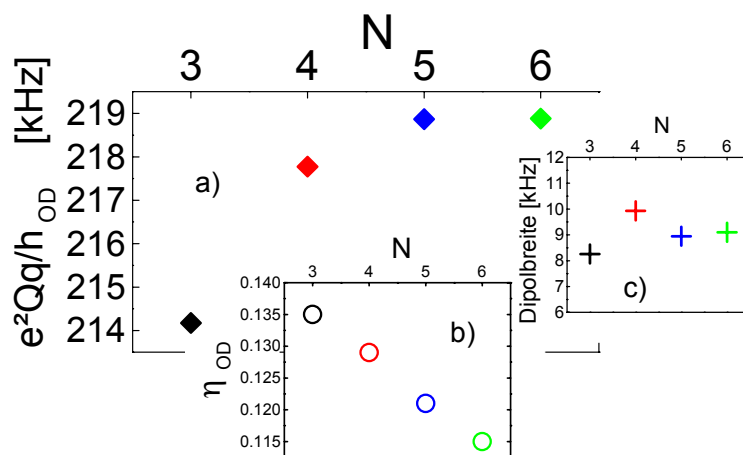 N
3 4 5 6
e²Qq/h OD [kHz]
219
218
217
216
215
214
a)
N
3 4 5 6
η OD
0.140
0.135
0.130
0.125
0.120
0.115
b)
N
3 4 5 6
Dipolbreite [kHz]
12
11
10
9
8
7
6
c)